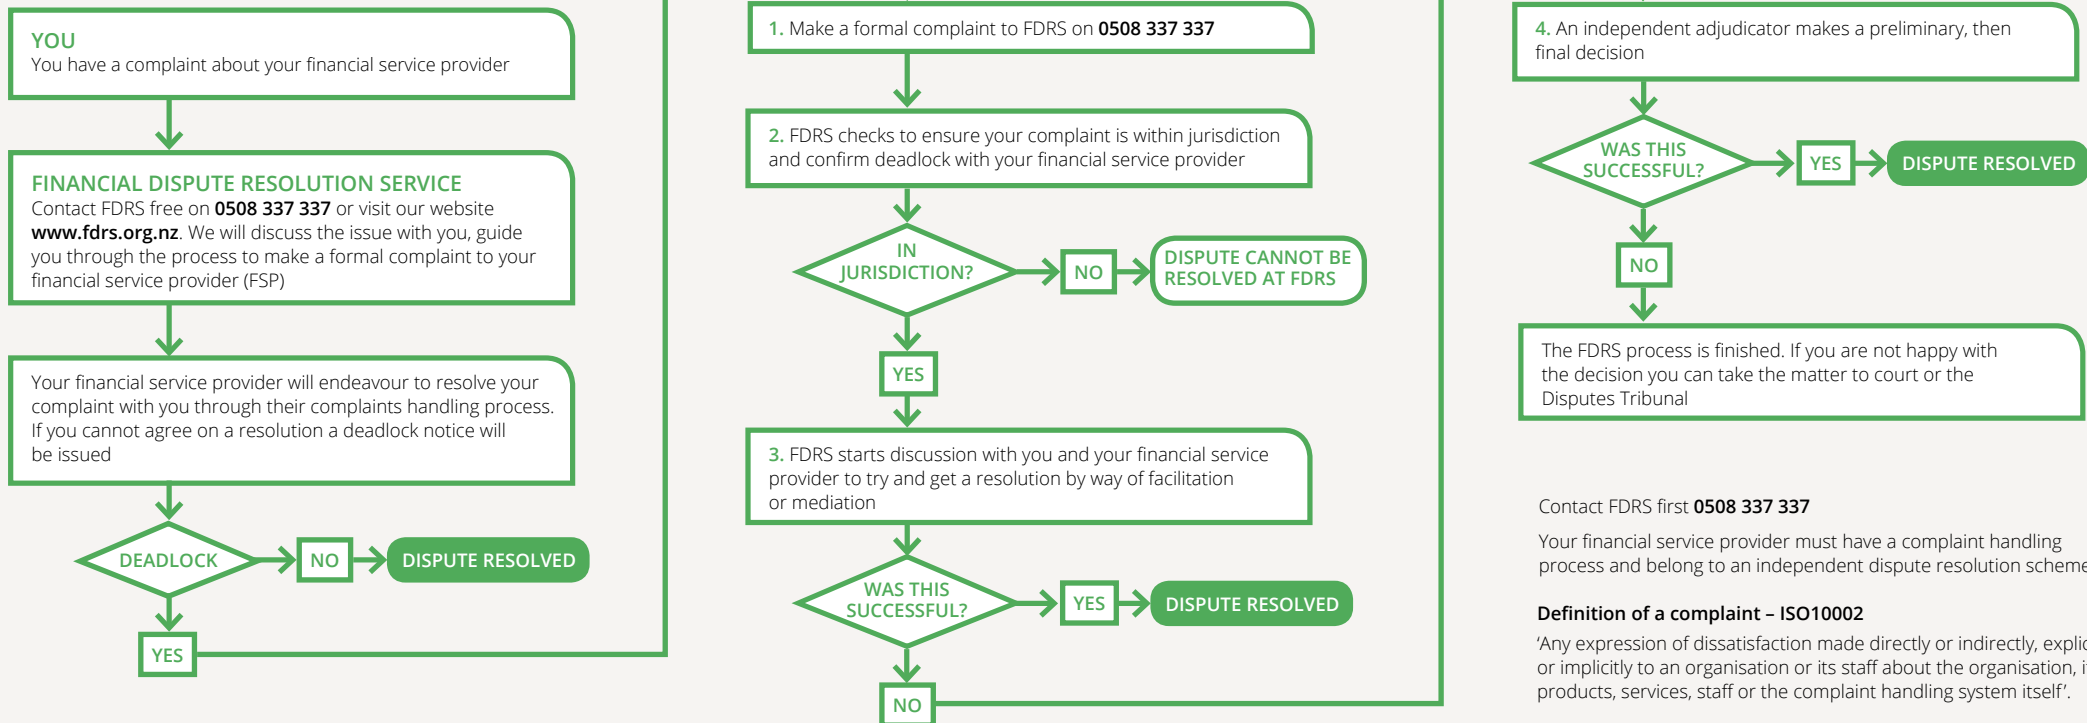 YOU
You have a complaint about your financial service provider
FINANCIAL DISPUTE RESOLUTION SERVICE
Contact FDRS free on 0508 337 337 or visit our website
www.fdrs.org.nz. We will discuss the issue with you, guide
you through the process to make a formal complaint to your
financial service provider (FSP)
Your financial service provider will endeavour to resolve your
complaint with you through their complaints handling process.
If you cannot agree on a resolution a deadlock notice will
be issued
DEADLOCK
NO
DISPUTE RESOLVED
YES
1. Make a formal complaint to FDRS on 0508 337 337
2. FDRS checks to ensure your complaint is within jurisdiction
and confirm deadlock with your financial service provider
IN
JURISDICTION?
NO
DISPUTE CANNOT BE
RESOLVED AT FDRS
YES
3. FDRS starts discussion with you and your financial service
provider to try and get a resolution by way of facilitation
or mediation
WAS THIS
SUCCESSFUL?
YES
DISPUTE RESOLVED
NO
4. An independent adjudicator makes a preliminary, then
final decision
WAS THIS
SUCCESSFUL?
YES
DISPUTE RESOLVED
NO
The FDRS process is finished. If you are not happy with
the decision you can take the matter to court or the
Disputes Tribunal
Contact FDRS first 0508 337 337
Your financial service provider must have a complaint handling
process and belong to an independent dispute resolution scheme
Definition of a complaint – ISO10002
‘Any expression of dissatisfaction made directly or indirectly,
or implicitly to an organisation or its staff about the organisation,
products, services, staff or the complaint handling system itself’.